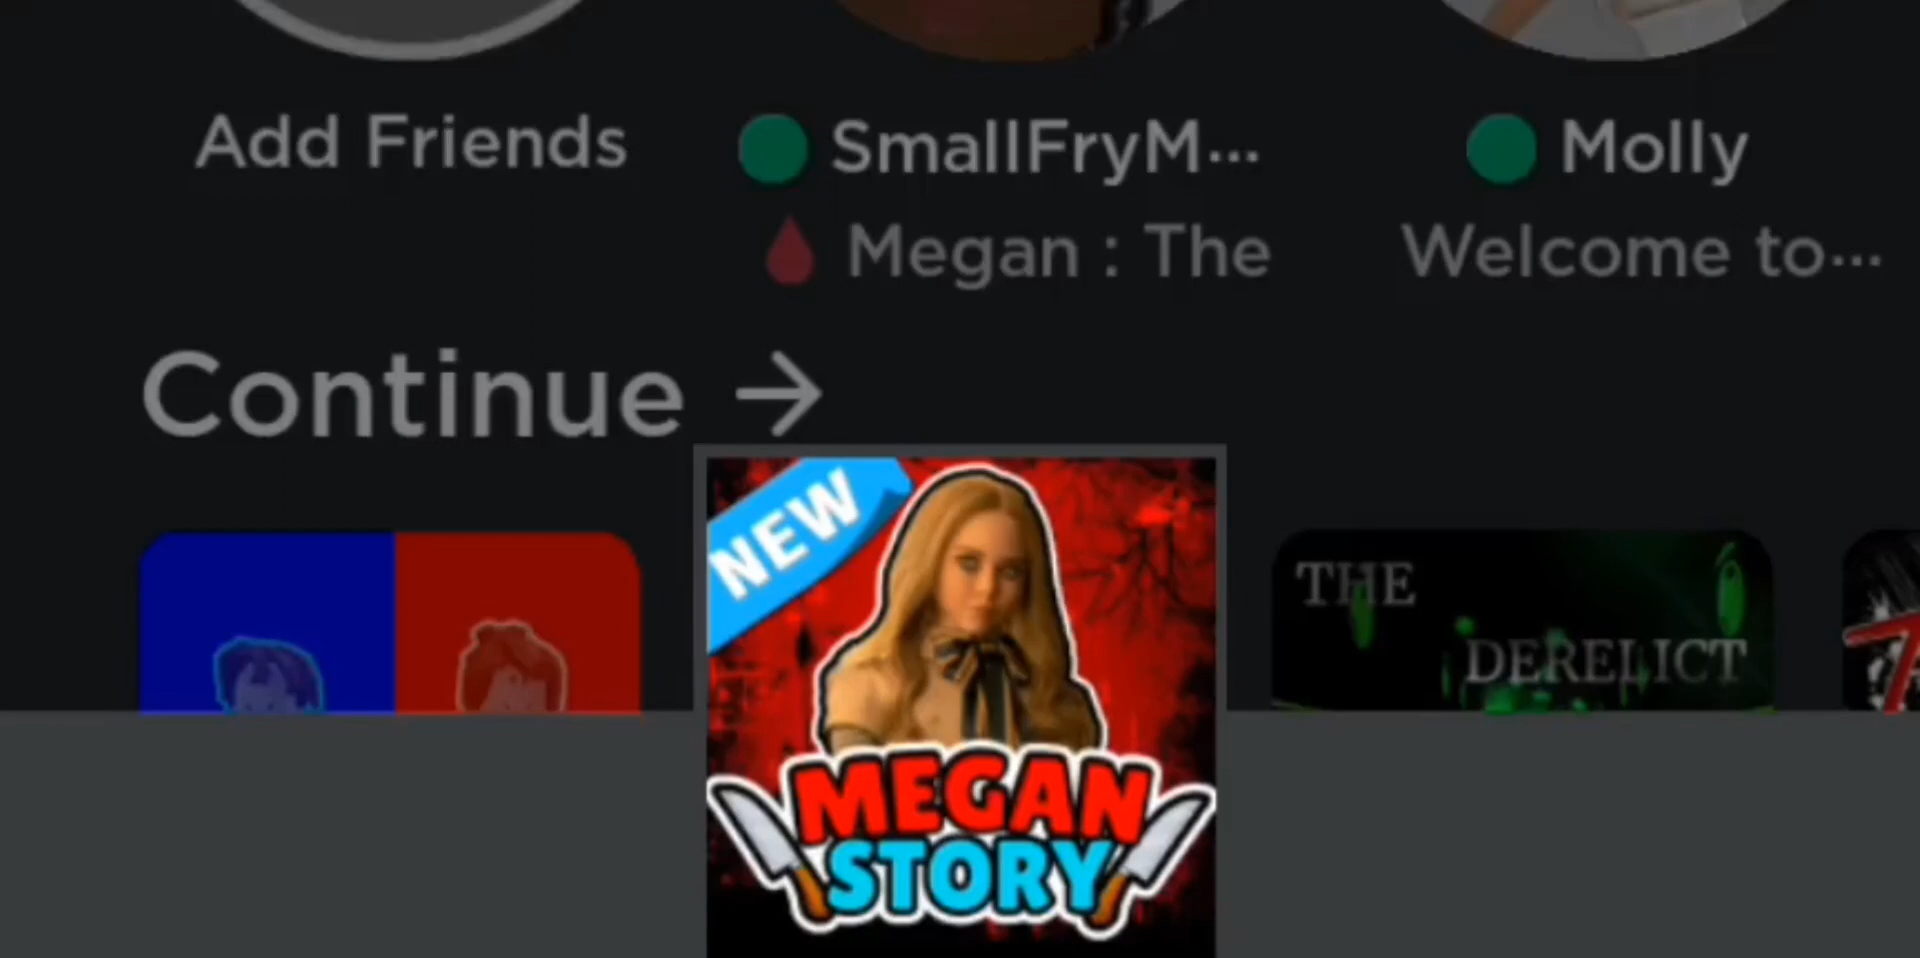 Add Friends
SmallFryM...
Molly
Megan : The
Welcome to...
Continue →
NEW
MEGAN
STORY
THE
DERELICT